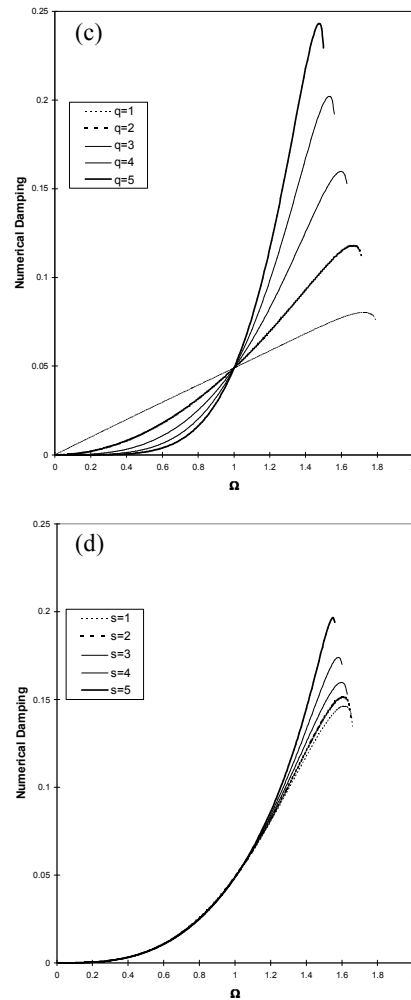 (c)
0.25
0.2
0.15
0.1
0.05
0
Numerical Damping
q=1
q=2
q=3
q=4
q=5
0 0.2 0.4 0.6 0.8 1 1.2 1.4 1.6 1.8
Ω
(d)
0.25
0.2
0.15
0.1
0.05
0
Numerical Damping
s=1
s=2
s=3
s=4
s=5
0 0.2 0.4 0.6 0.8 1 1.2 1.4 1.6 1.8
Ω